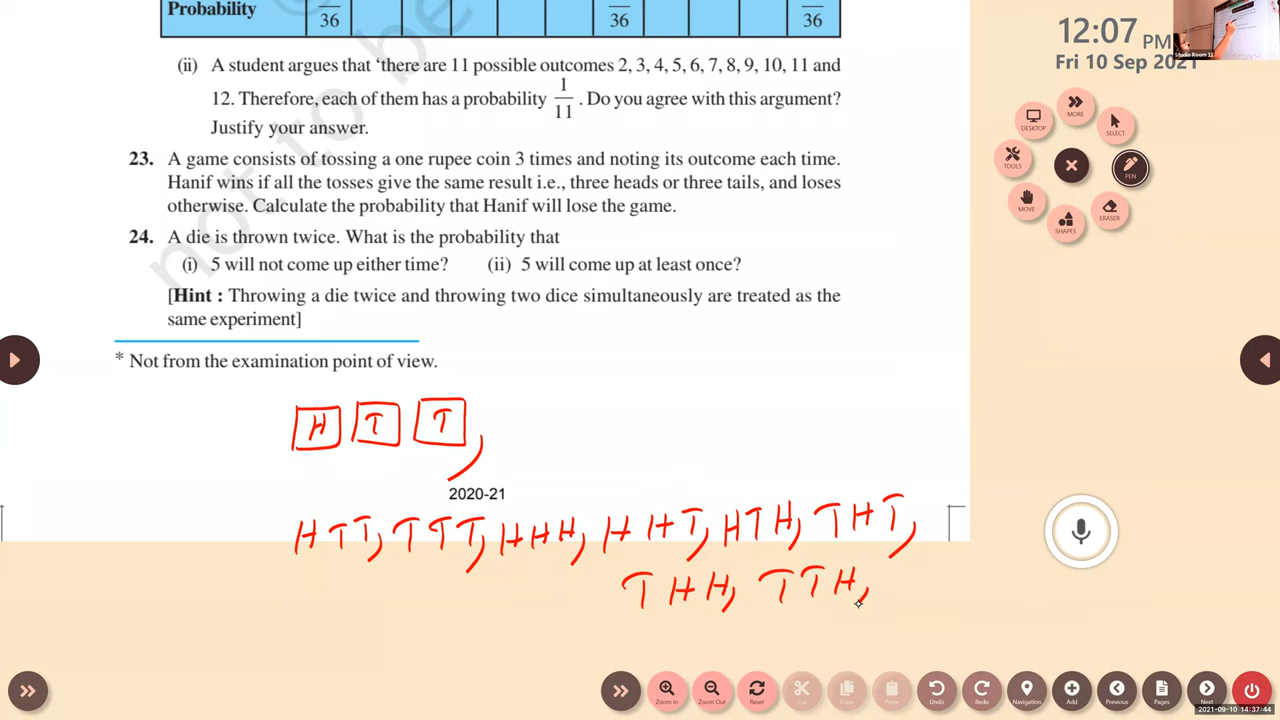 Probability
36 36 36
12:07 PM
Fri 10 Sep 2021
Studio Room 11
(ii) A student argues that 'there are 11 possible outcomes 2, 3, 4, 5, 6, 7, 8, 9, 10, 11 and
12. Therefore, each of them has a probability 1/11. Do you agree with this argument?
Justify your answer.
23. A game consists of tossing a one rupee coin 3 times and noting its outcome each time.
Hanif wins if all the tosses give the same result i.e., three heads or three tails, and loses
otherwise. Calculate the probability that Hanif will lose the game.
24. A die is thrown twice. What is the probability that
(i) 5 will not come up either time? (ii) 5 will come up at least once?
[Hint : Throwing a die twice and throwing two dice simultaneously are treated as the
same experiment]
* Not from the examination point of view.
not to be
DESKTOP
MORE
SELECT
TOOLS
PEN
MOVE
SHAPES
ERASER
H T T,
2020-21
HTT, TTT, HHH, HHT, HTH, THT,
THH, TTH,
Zoom In Zoom Out Reset Cut Copy Paste Undo Redo Navigation Add Previous Pages Next
2021-09-10 14:37:44